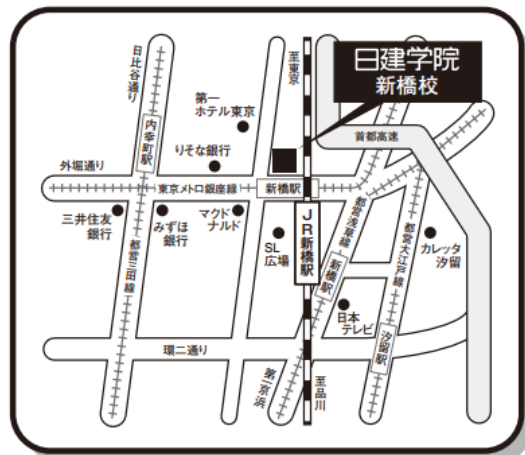 日建学院
新橋校
至東京
日比谷通り
第一
ホテル東京
内幸町駅
りそな銀行
首都高速
外堀通り
東京メトロ銀座線
新橋駅
三井住友
銀行
みずほ
銀行
マクド
ナルド
SL
広場
JR新橋駅
都営浅草線
新橋駅
都営大江戸線
カレッタ
汐留
都営三田線
日本
テレビ
汐留駅
環二通り
第一京浜
至品川